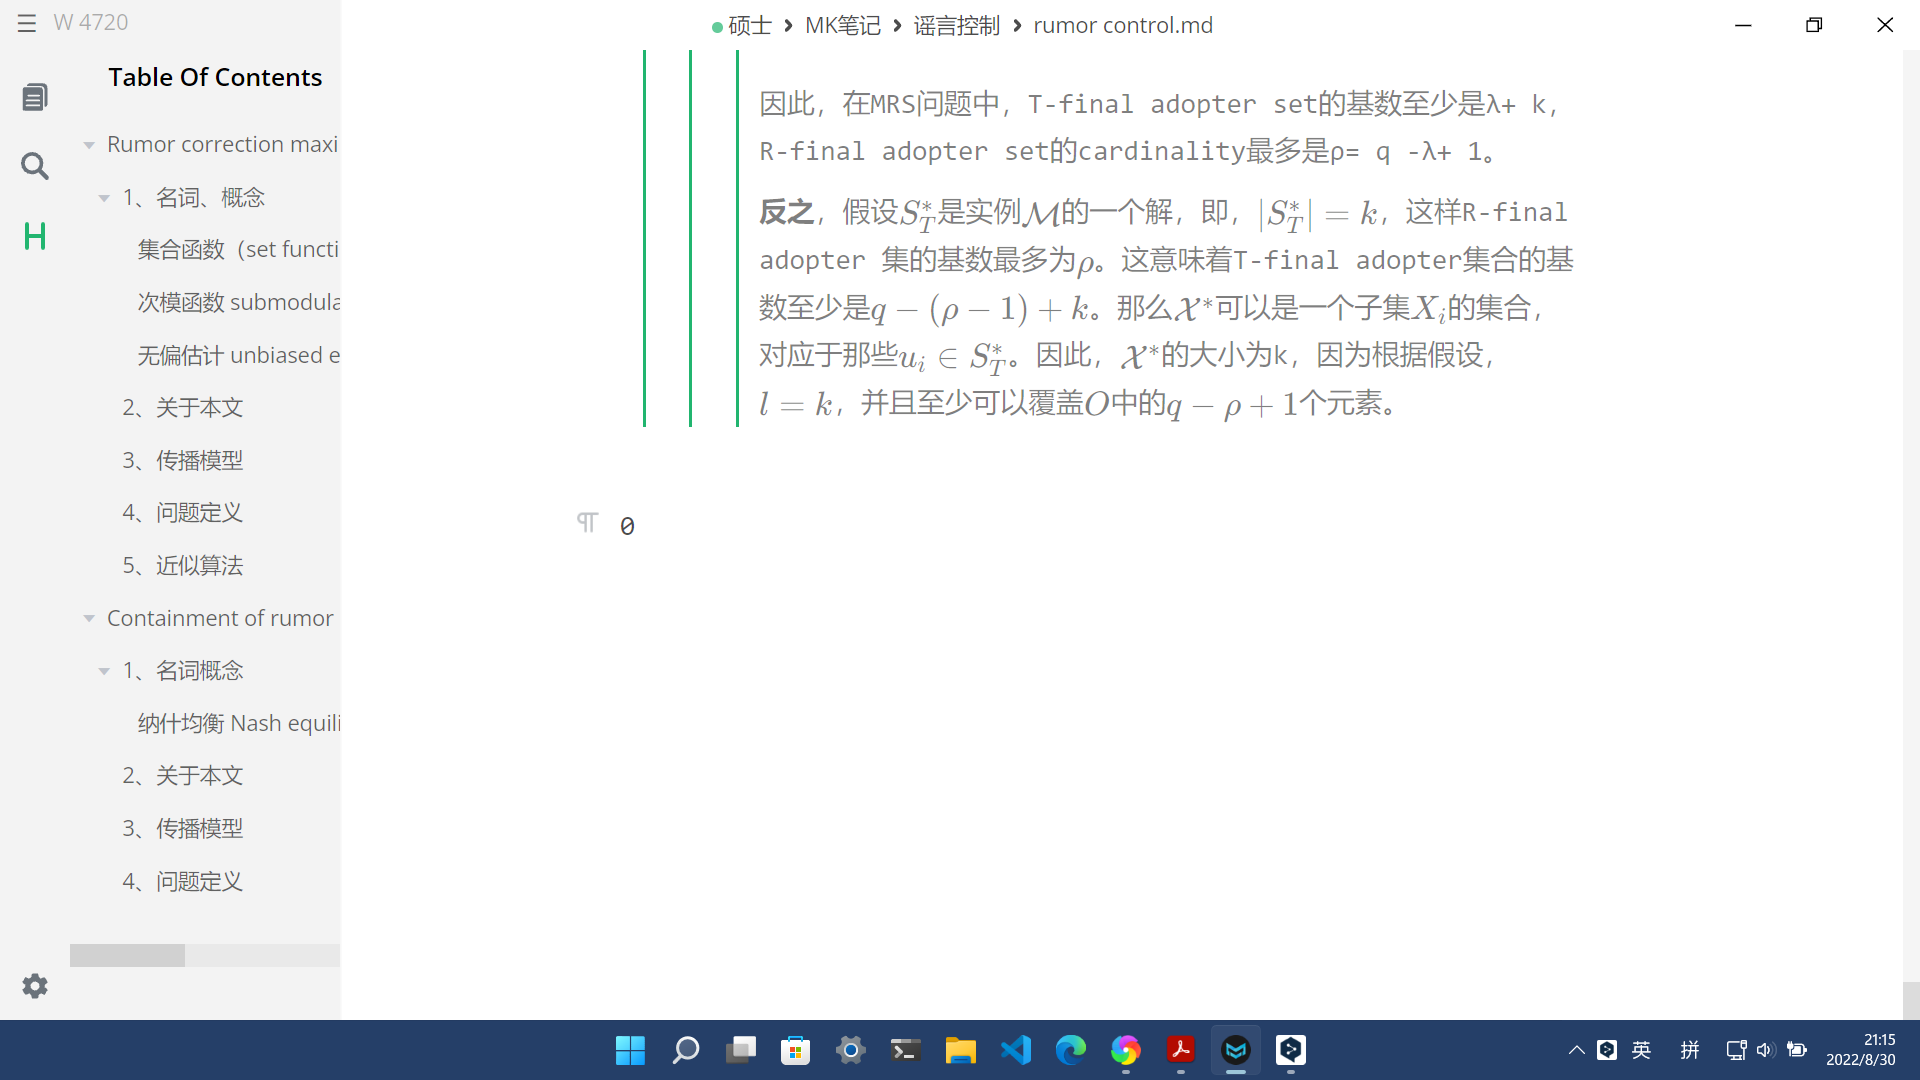 W 4720
硕士 > MK笔记 > 谣言控制 > rumor control.md
Table Of Contents
Rumor correction maxi
1、名词、概念
集合函数（set functi
次模函数 submodula
无偏估计 unbiased e
2、关于本文
3、传播模型
4、问题定义
5、近似算法
Containment of rumor
1、名词概念
纳什均衡 Nash equili
2、关于本文
3、传播模型
4、问题定义
因此，在MRS问题中，T-final adopter set的基数至少是λ+ k，
R-final adopter set的cardinality最多是ρ= q -λ+ 1。
反之，假设$S_T^*$是实例$\mathcal{M}$的一个解，即，$|S_T^*| = k$，这样R-final
adopter 集的基数最多为$\rho$。这意味着T-final adopter集合的基
数至少是$q - (\rho - 1) + k$。那么$\mathcal{X}^*$可以是一个子集$X_i$的集合，
对应于那些$u_i \in S_T^*$。因此，$\mathcal{X}^*$的大小为k，因为根据假设，
$l = k$，并且至少可以覆盖$O$中的$q - \rho + 1$个元素。
¶ 0
英 拼 21:15
2022/8/30